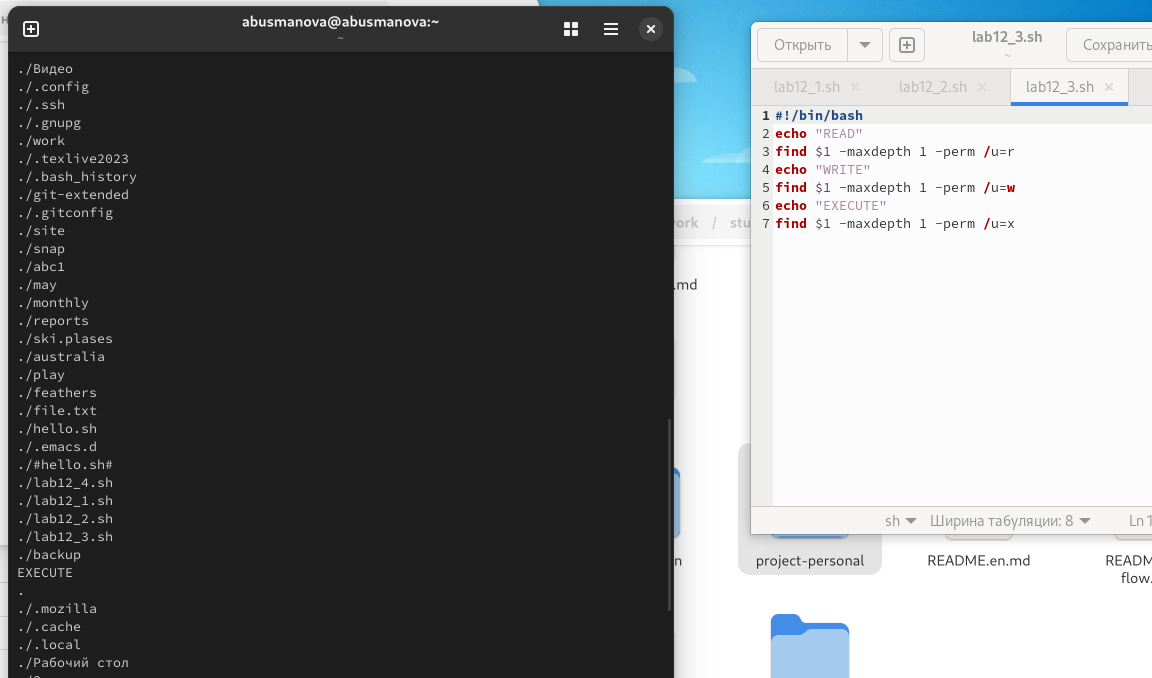 abusmanova@abusmanova:~
~
./Видео
./.config
./.ssh
./.gnupg
./work
./.texlive2023
./.bash_history
./git-extended
./.gitconfig
./site
./snap
./abc1
./may
./monthly
./reports
./ski.plases
./australia
./play
./feathers
./file.txt
./hello.sh
./.emacs.d
./#hello.sh#
./lab12_4.sh
./lab12_1.sh
./lab12_2.sh
./lab12_3.sh
./backup
EXECUTE
.
./.mozilla
./.cache
./.local
./Рабочий стол
Открыть
lab12_3.sh
~
Сохранить
lab12_1.sh
lab12_2.sh
lab12_3.sh
1 #!/bin/bash
2 echo "READ"
3 find $1 -maxdepth 1 -perm /u=r
4 echo "WRITE"
5 find $1 -maxdepth 1 -perm /u=w
6 echo "EXECUTE"
7 find $1 -maxdepth 1 -perm /u=x
sh
Ширина табуляции: 8
Ln 1
ork / stu
.md
n
project-personal
README.en.md
READM
flow.